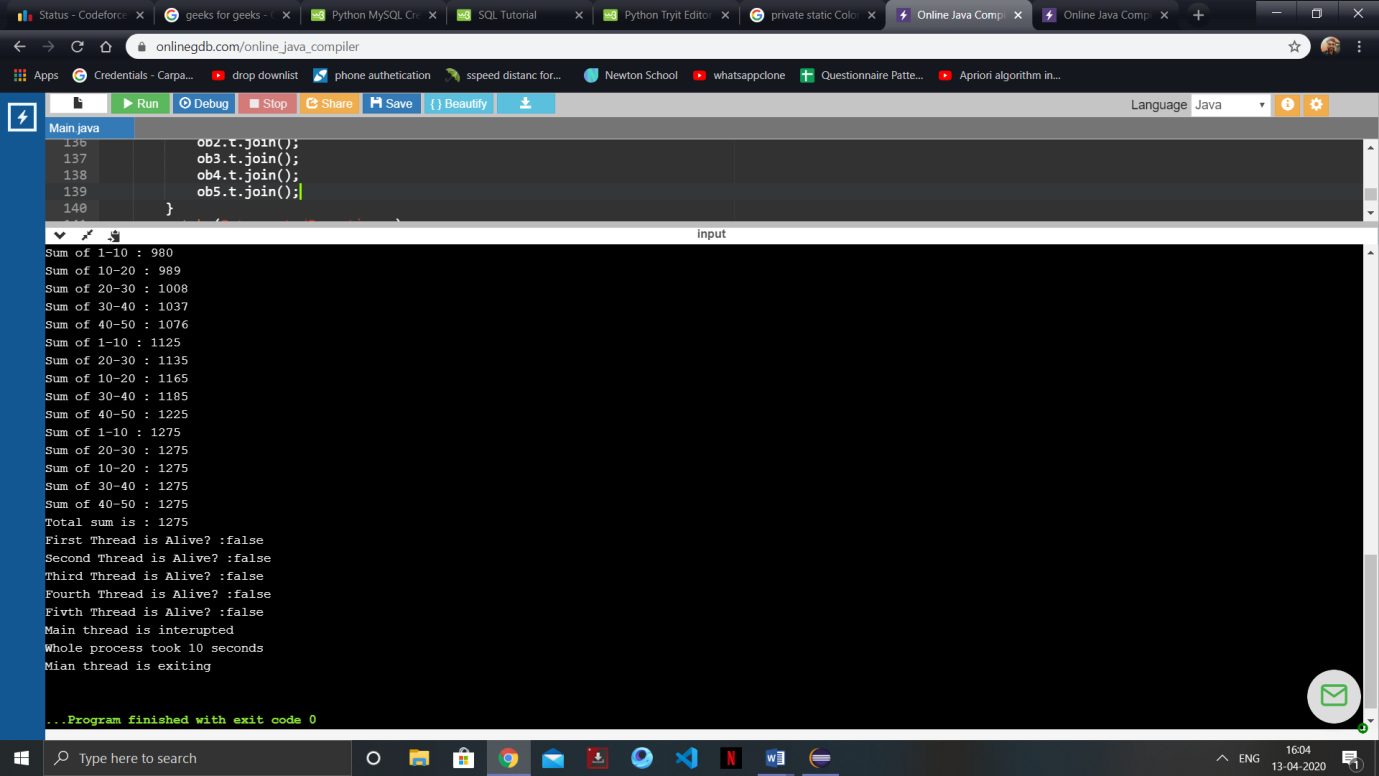 Status - Codeforce
geeks for geeks - G
Python MySQL Cre
SQL Tutorial
Python Tryit Editor
private static Color
Online Java Compi
Online Java Comp
onlinegdb.com/online_java_compiler
Apps
Credentials - Carpa...
drop downlist
phone authetication
sspeed distanc for...
Newton School
whatsappclone
Questionnaire Patte...
Apriori algorithm in...
Run
Debug
Stop
Share
Save
{ } Beautify
Language Java
Main.java
136 ob2.t.join();
137 ob3.t.join();
138 ob4.t.join();
139 ob5.t.join();
140 }
input
Sum of 1-10 : 980
Sum of 10-20 : 989
Sum of 20-30 : 1008
Sum of 30-40 : 1037
Sum of 40-50 : 1076
Sum of 1-10 : 1125
Sum of 20-30 : 1135
Sum of 10-20 : 1165
Sum of 30-40 : 1185
Sum of 40-50 : 1225
Sum of 1-10 : 1275
Sum of 20-30 : 1275
Sum of 10-20 : 1275
Sum of 30-40 : 1275
Sum of 40-50 : 1275
Total sum is : 1275
First Thread is Alive? :false
Second Thread is Alive? :false
Third Thread is Alive? :false
Fourth Thread is Alive? :false
Fivth Thread is Alive? :false
Main thread is interupted
Whole process took 10 seconds
Mian thread is exiting
...Program finished with exit code 0
Type here to search
ENG
16:04
13-04-2020
1